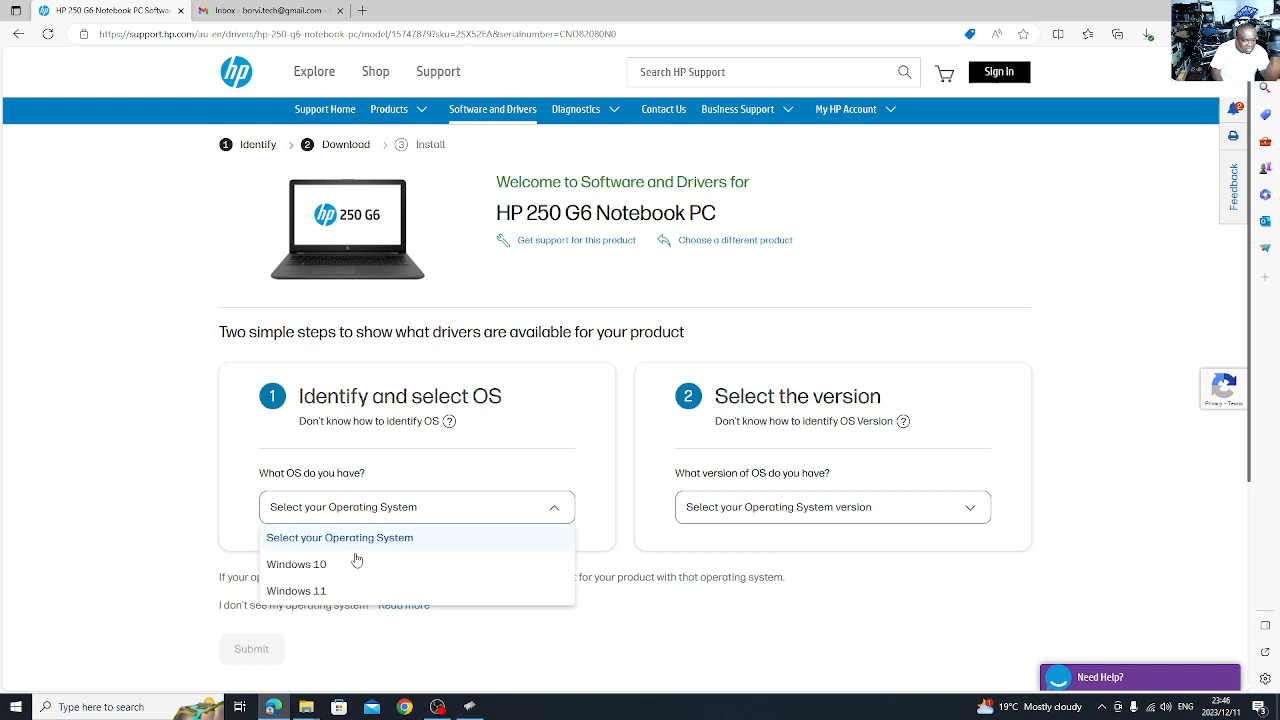 HP 250 G6 Notebook PC Softwa
Inbox - borvi.tech@gmail.com -
https://support.hp.com/au-en/drivers/hp-250-g6-notebook-pc/model/15747879?sku=2SX52EA&serialnumber=CND82080N0
hp
Explore
Shop
Support
Search HP Support
Sign In
Support Home
Products
Software and Drivers
Diagnostics
Contact Us
Business Support
My HP Account
2
1 Identify
2 Download
3 Install
Feedback
hp 250 G6
Welcome to Software and Drivers for
HP 250 G6 Notebook PC
Get support for this product
Choose a different product
Two simple steps to show what drivers are available for your product
1 Identify and select OS
Don't know how to identify OS ?
What OS do you have?
Select your Operating System
Select your Operating System
Windows 10
Windows 11
2 Select the version
Don't know how to identify OS Version ?
What version of OS do you have?
Select your Operating System version
Privacy - Terms
If your op
for your product with that operating system.
I don't see my operating system
Read more
Submit
Need Help?
Type here to search
19°C Mostly cloudy
ENG
23:46
2023/12/11